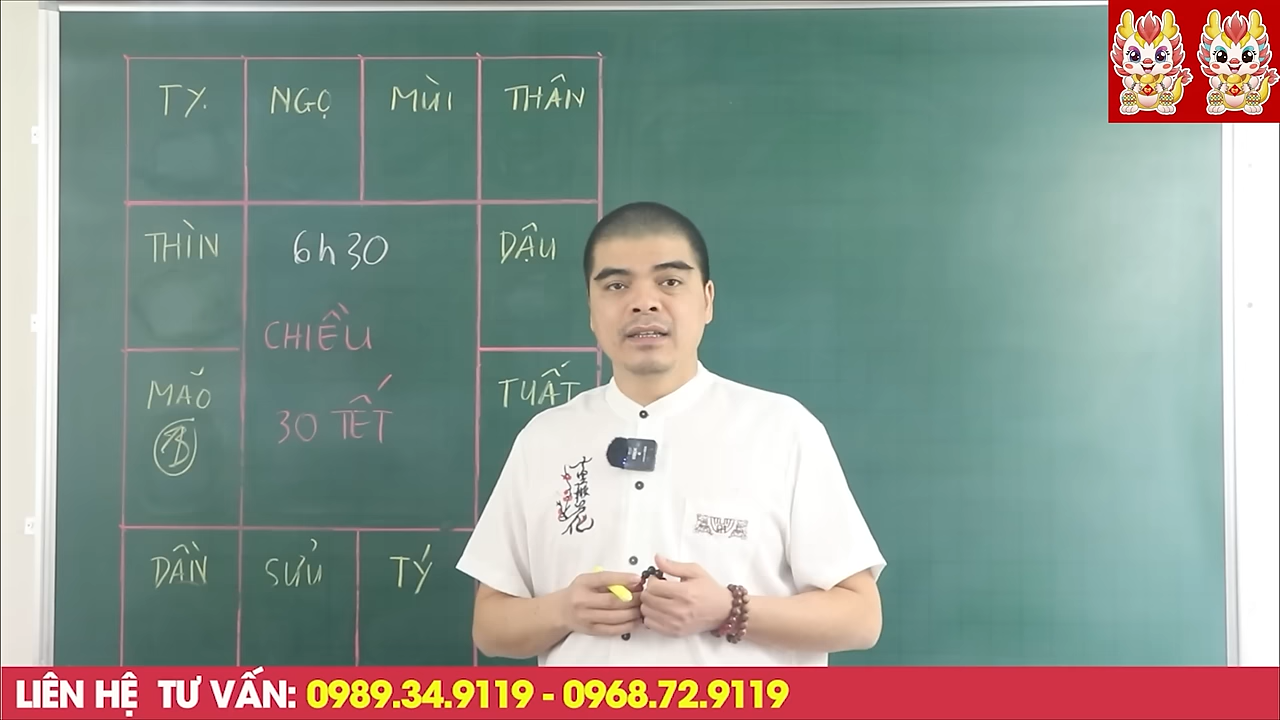 TY.
NGỌ
MÙI
THÂN
THÌN
6h30
DẬU
CHIỀU
MÃO
TUẤT
30 TẾT
DẦN
SỬU
TÝ
LIÊN HỆ TƯ VẤN: 0989.34.9119 - 0968.72.9119